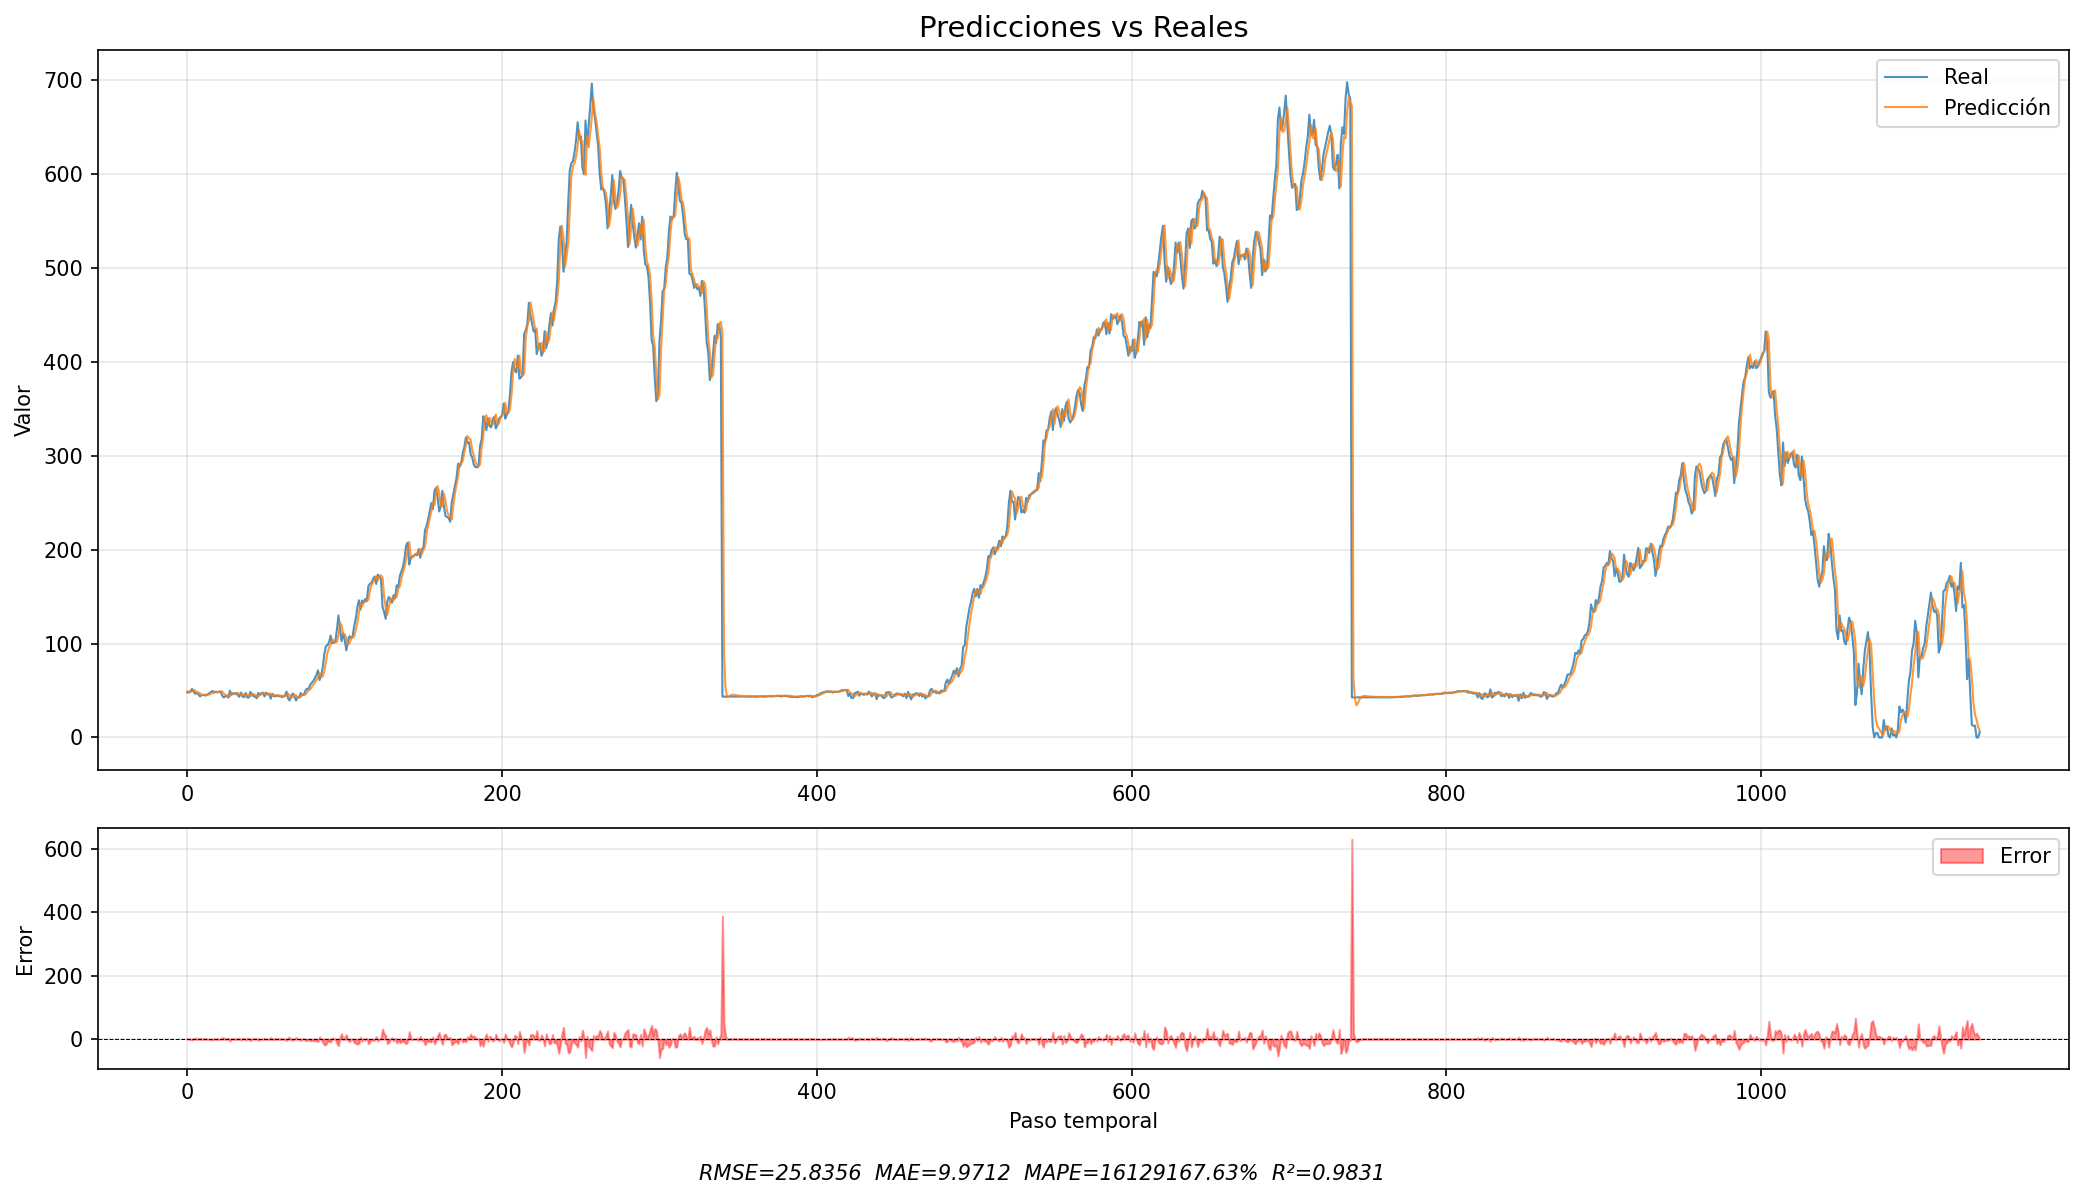 Predicciones vs Reales
Valor
700
600
500
400
300
200
100
0
Real
Predicción
0 200 400 600 800 1000
Error
600
400
200
0
Error
0 200 400 600 800 1000
Paso temporal
RMSE=25.8356 MAE=9.9712 MAPE=16129167.63% R²=0.9831